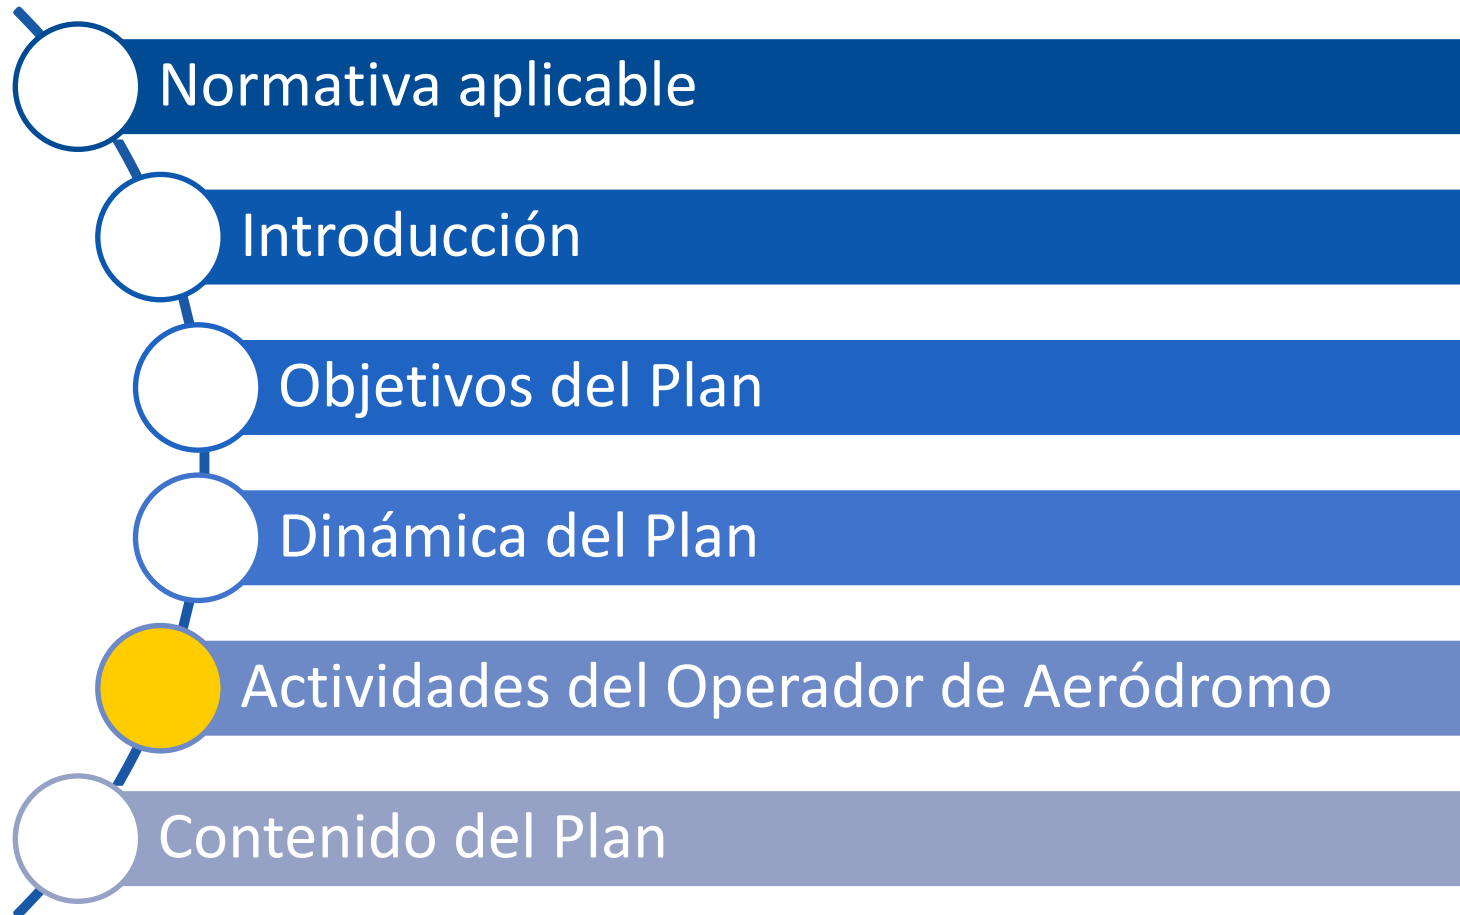 Normativa aplicable
Introducción
Objetivos del Plan
Dinámica del Plan
Actividades del Operador de Aeródromo
Contenido del Plan